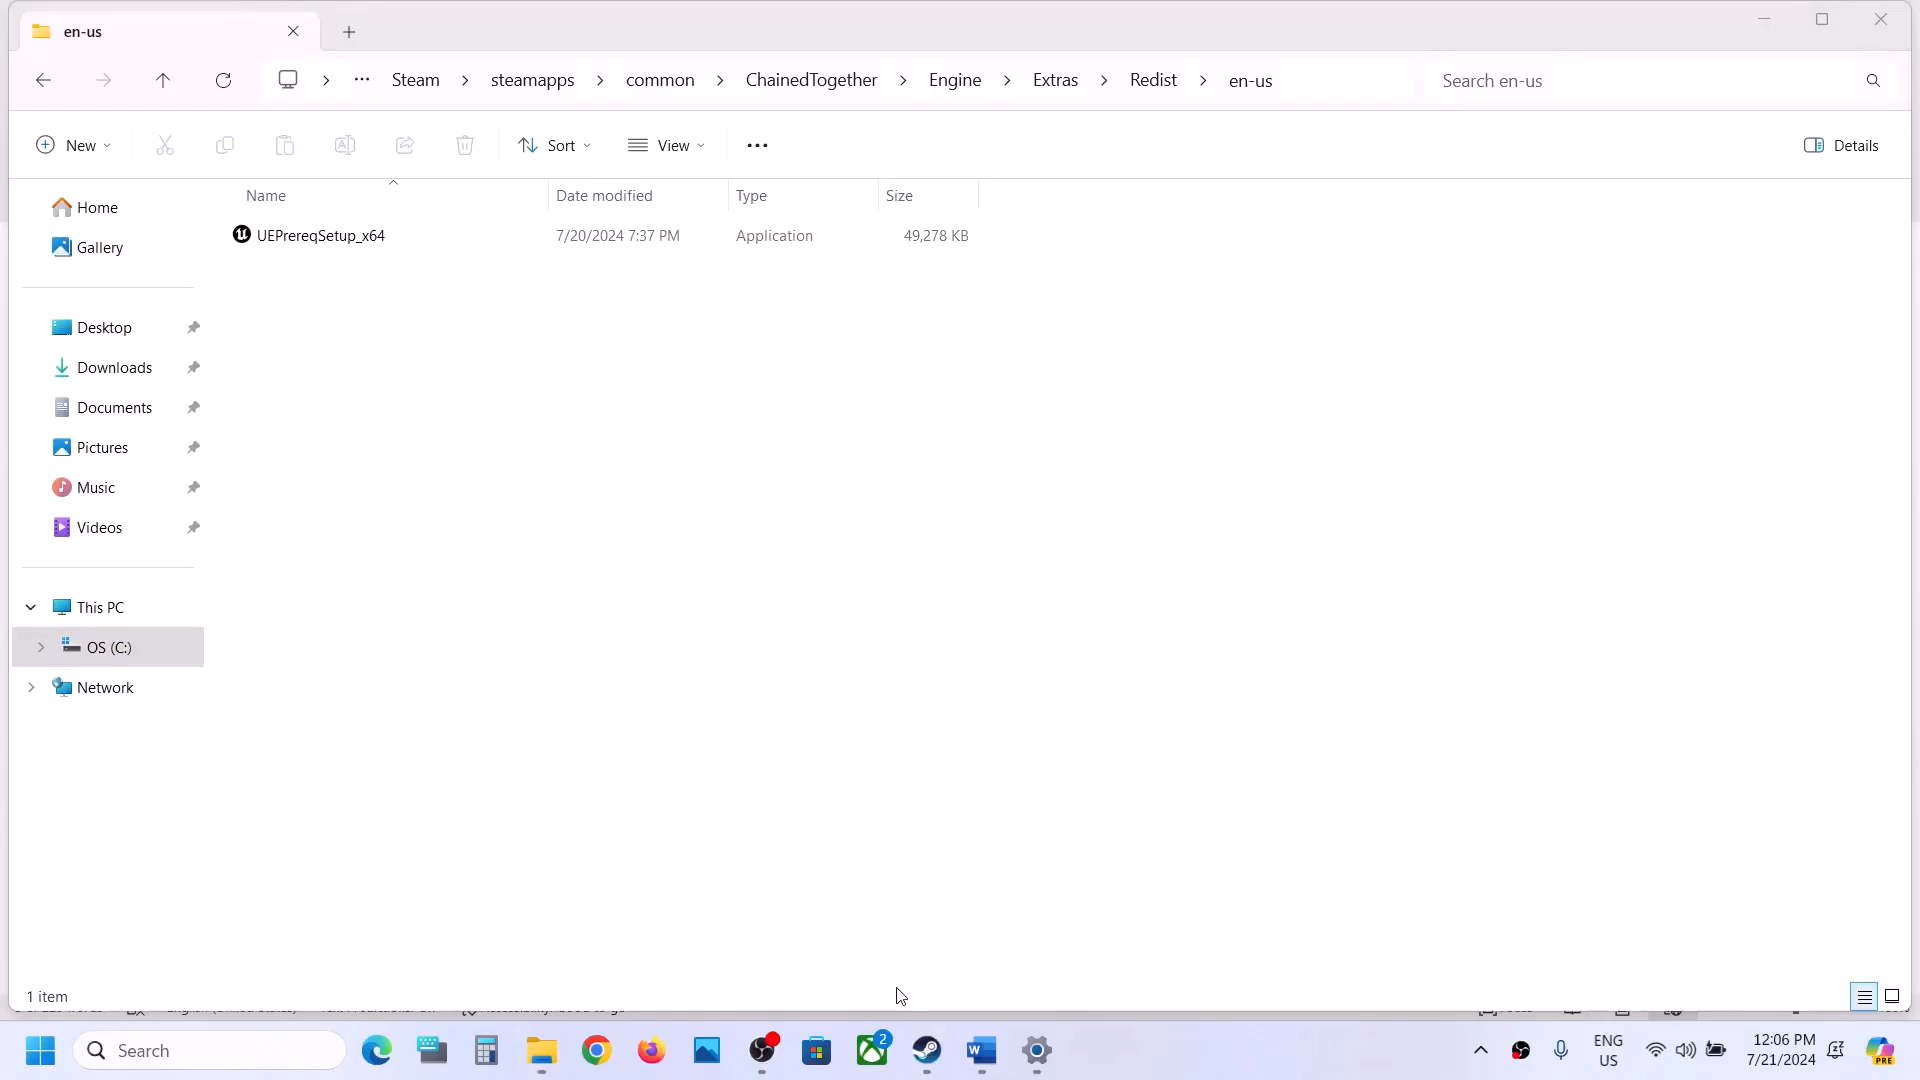 en-us
Steam steamapps common ChainedTogether Engine Extras Redist en-us
Search en-us
New Sort View Details
Name Date modified Type Size
UEPrereqSetup_x64 7/20/2024 7:37 PM Application 49,278 KB
Home
Gallery
Desktop
Downloads
Documents
Pictures
Music
Videos
This PC
OS (C:)
Network
1 item
Search
2
ENG
US
12:06 PM
7/21/2024
PRE